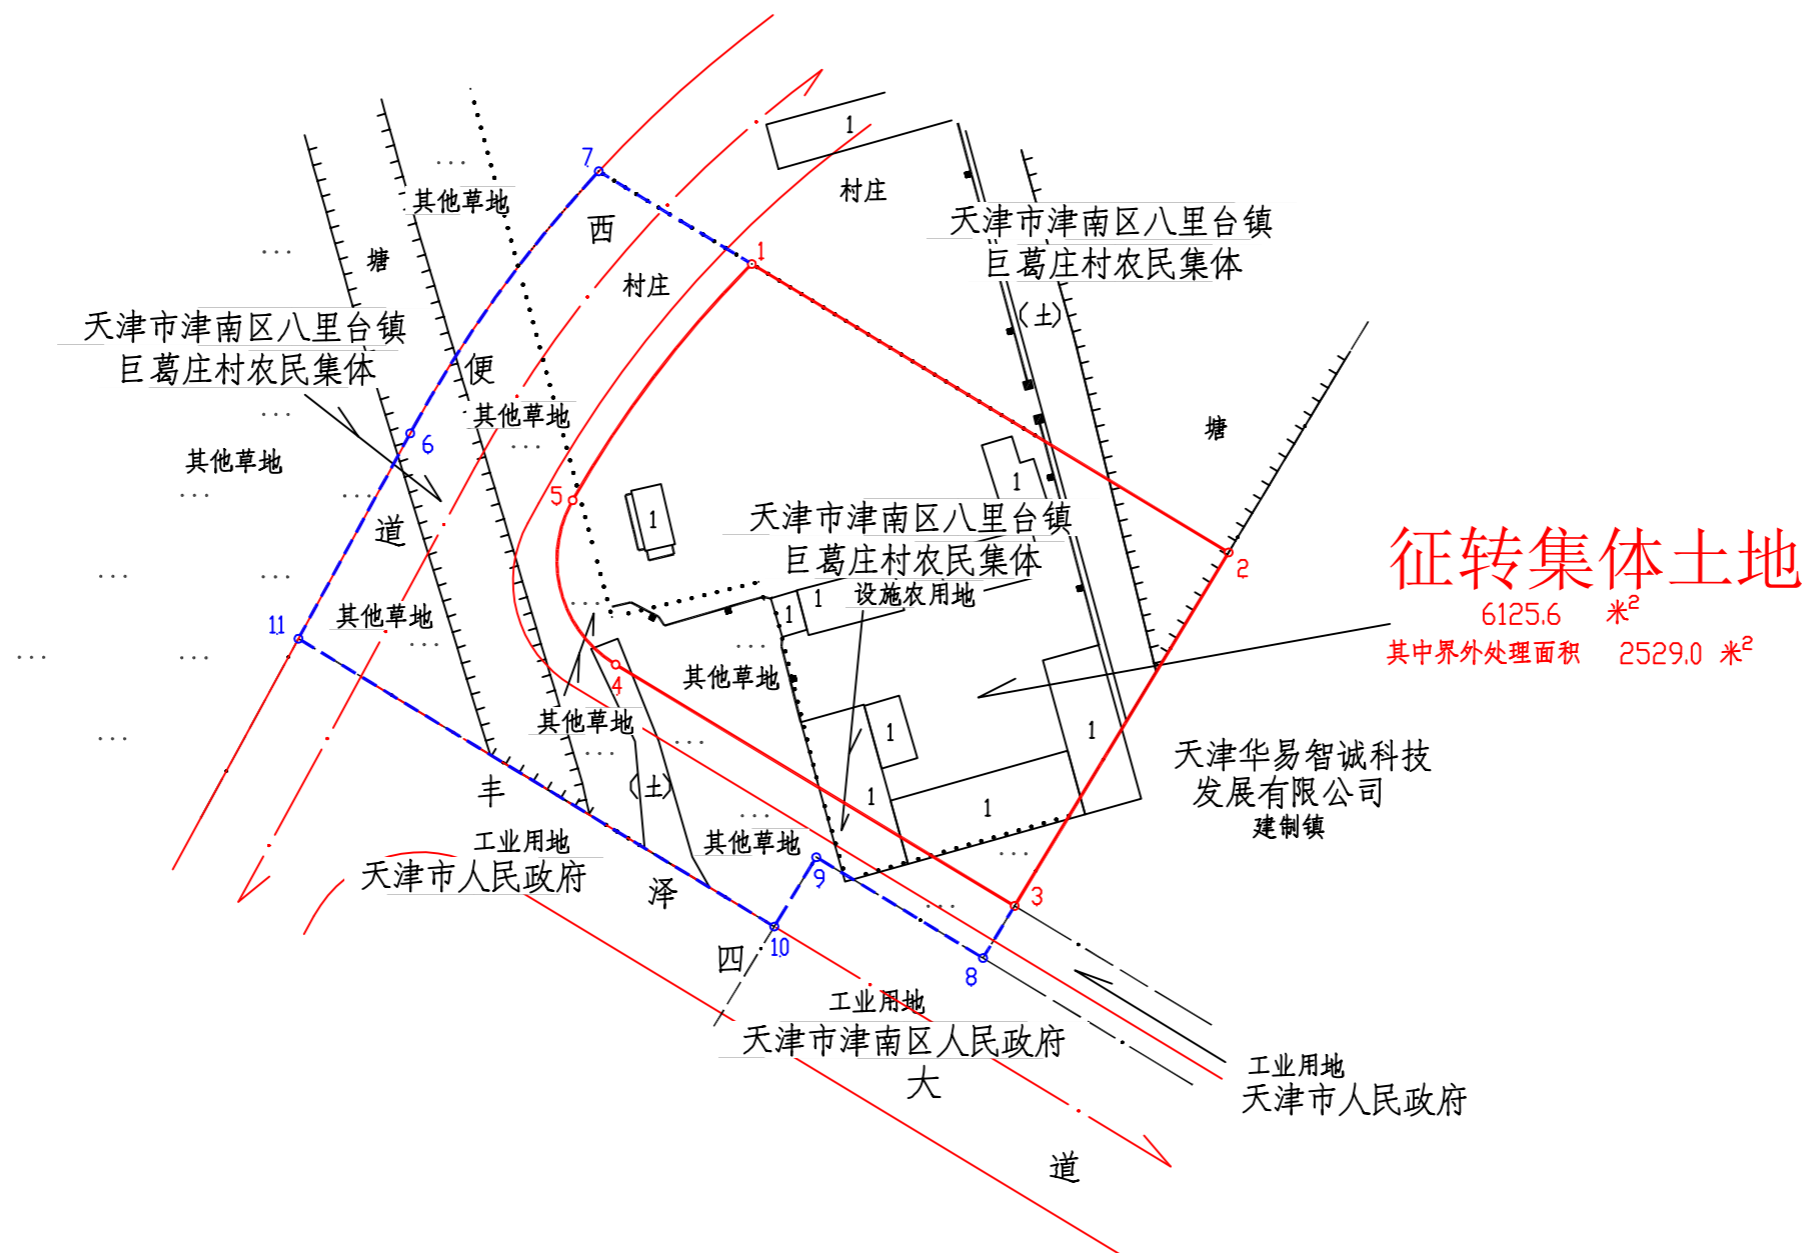 1
7
其他草地
西
村庄
天津市津南区八里台镇
巨葛庄村农民集体
塘
1
村庄
(土)
天津市津南区八里台镇
巨葛庄村农民集体
便
其他草地
6
塘
其他草地
5
1
1
道
天津市津南区八里台镇
巨葛庄村农民集体
设施农用地
1
1
征转集体土地
6125.6 米²
其中界外处理面积 2529.0 米²
2
11
其他草地
4
其他草地
其他草地
1
1
天津华易智诚科技
发展有限公司
建制镇
丰
(土)
1
1
工业用地
天津市人民政府
其他草地
9
泽
3
四
10
8
工业用地
天津市津南区人民政府
大
工业用地
天津市人民政府
道